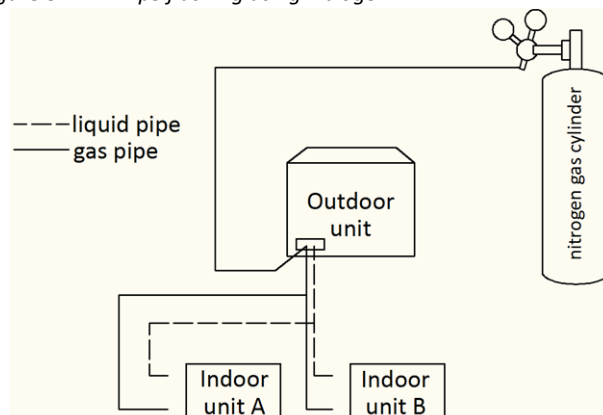 liquid pipe
gas pipe
Outdoor
unit
nitrogen gas cylinder
Indoor
unit A
Indoor
unit B